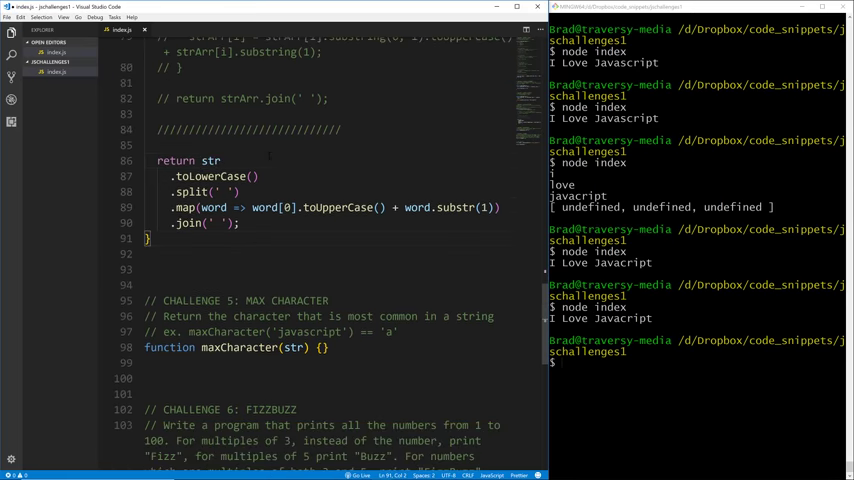 ● index.js - jschallenges1 - Visual Studio Code
File Edit Selection View Go Debug Tasks Help
EXPLORER
OPEN EDITORS
index.js
JSCHALLENGES1
index.js
index.js
79 // strArr[i] = strArr[i].substring(0, 1).toUpperCase()
+ strArr[i].substring(1);
80 // }
81
82 // return strArr.join(' ');
83
84 ///////////////////////////////
85
86 return str
87 .toLowerCase()
88 .split(' ')
89 .map(word => word[0].toUpperCase() + word.substr(1))
90 .join(' ');
91 }
92
93
94
95 // CHALLENGE 5: MAX CHARACTER
96 // Return the character that is most common in a string
97 // ex. maxCharacter('javascript') == 'a'
98 function maxCharacter(str) {}
99
100
101
102 // CHALLENGE 6: FIZZBUZZ
103 // Write a program that prints all the numbers from 1 to
100. For multiples of 3, instead of the number, print
"Fizz", for multiples of 5 print "Buzz". For numbers
0 0
Go Live Ln 91, Col 2 Spaces: 2 UTF-8 CRLF JavaScript Prettier
MINGW64:/d/Dropbox/code_snippets/jschallenges1
Brad@traversy-media /d/Dropbox/code_snippets/j
schallenges1
$ node index
I Love Javascript
Brad@traversy-media /d/Dropbox/code_snippets/j
schallenges1
$ node index
I Love Javascript
Brad@traversy-media /d/Dropbox/code_snippets/j
schallenges1
$ node index
i
love
javacript
[ undefined, undefined, undefined ]
Brad@traversy-media /d/Dropbox/code_snippets/j
schallenges1
$ node index
I Love Javacript
Brad@traversy-media /d/Dropbox/code_snippets/j
schallenges1
$ node index
I Love Javacript
Brad@traversy-media /d/Dropbox/code_snippets/j
schallenges1
$